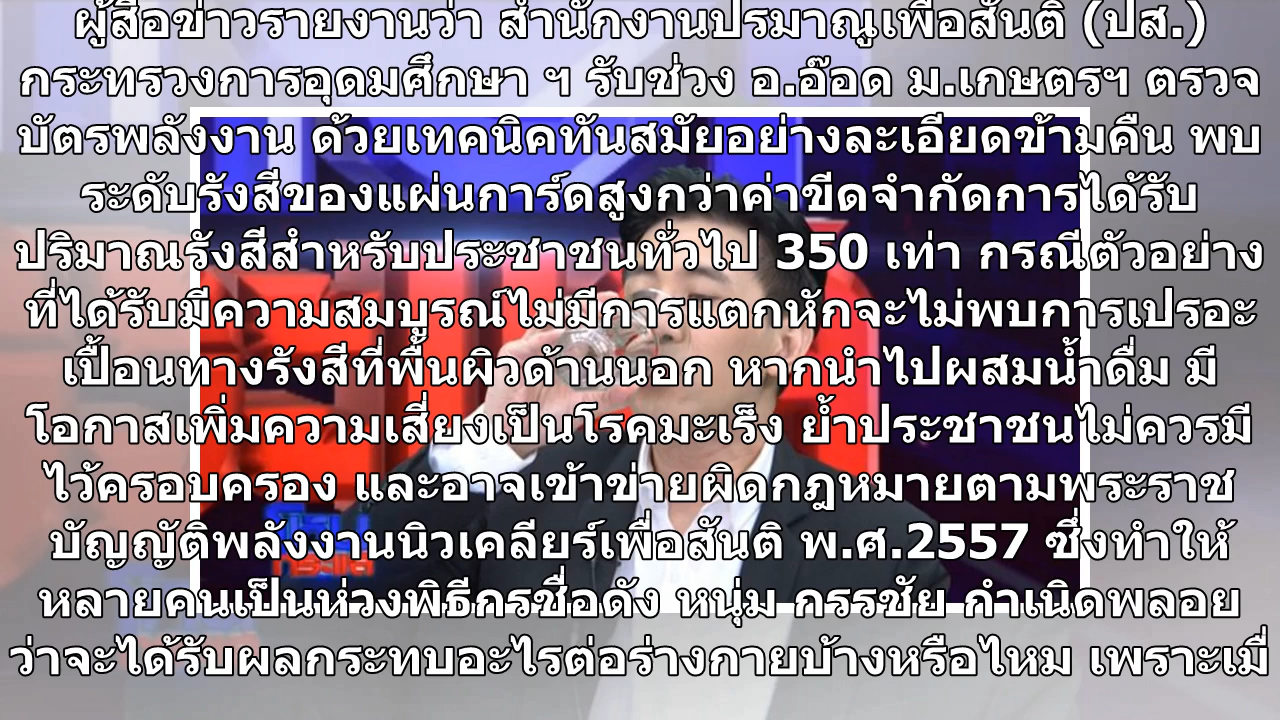 ผู้สื่อข่าวรายงานว่า สำนักงานปรมาณูเพื่อสันติ (ปส.)
กระทรวงการอุดมศึกษา ฯ รับช่วง อ.อ๊อด ม.เกษตรฯ ตรวจ
บัตรพลังงาน ด้วยเทคนิคทันสมัยอย่างละเอียดข้ามคืน พบ
ระดับรังสีของแผ่นการ์ดสูงกว่าค่าขีดจำกัดการได้รับ
ปริมาณรังสีสำหรับประชาชนทั่วไป 350 เท่า กรณีตัวอย่าง
ที่ได้รับมีความสมบูรณ์ไม่มีการแตกหักจะไม่พบการเปรอะ
เปื้อนทางรังสีที่พื้นผิวด้านนอก หากนำไปผสมน้ำดื่ม มี
โอกาสเพิ่มความเสี่ยงเป็นโรคมะเร็ง ย้ำประชาชนไม่ควรมี
ไว้ครอบครอง และอาจเข้าข่ายผิดกฎหมายตามพระราช
บัญญัติพลังงานนิวเคลียร์เพื่อสันติ พ.ศ.2557 ซึ่งทำให้
หลายคนเป็นห่วงพิธีกรชื่อดัง หนุ่ม กรรชัย กำเนิดพลอย
ว่าจะได้รับผลกระทบอะไรต่อร่างกายบ้างหรือไหม เพราะเมื่